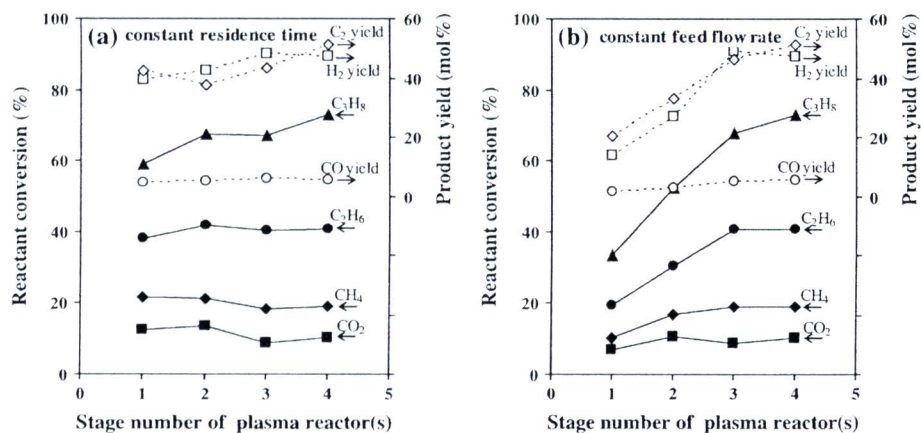 (a) constant residence time
100
80
60
40
20
0
60
40
20
0
0 1 2 3 4 5
Reactant conversion (%)
Product yield (mol%)
Stage number of plasma reactor(s)
C₂ yield
H₂ yield
C₃H₈
CO yield
C₂H₆
CH₄
CO₂
(b) constant feed flow rate
100
80
60
40
20
0
60
40
20
0
0 1 2 3 4 5
Reactant conversion (%)
Product yield (mol%)
Stage number of plasma reactor(s)
C₂ yield
H₂ yield
C₃H₈
CO yield
C₂H₆
CH₄
CO₂